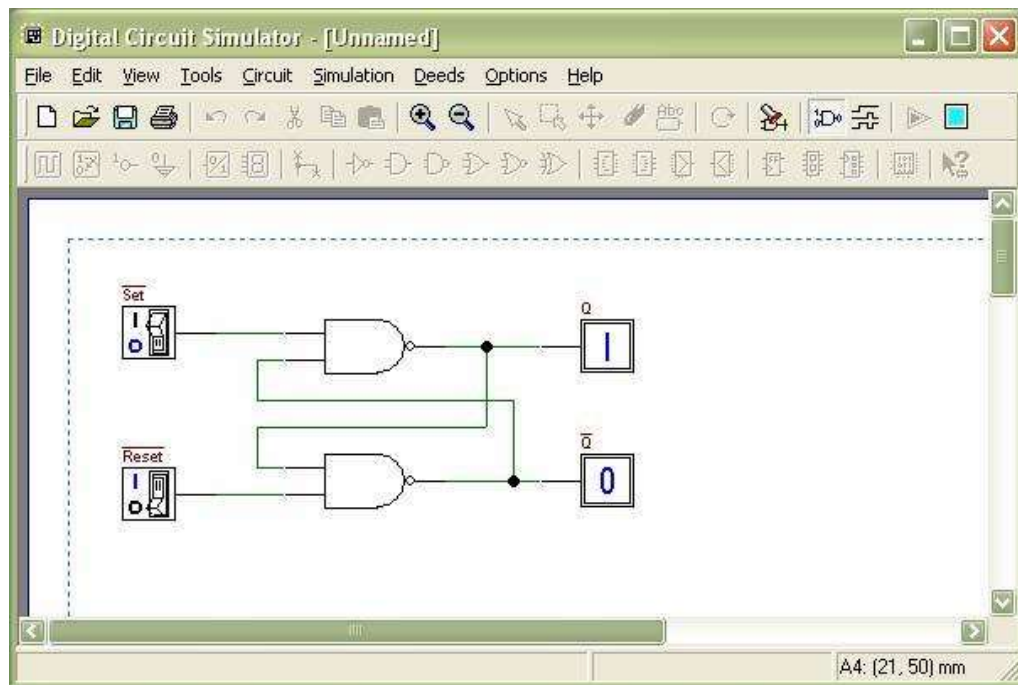 Digital Circuit Simulator - [Unnamed]
File Edit View Tools Circuit Simulation Deeds Options Help
Abc
Set
I
O
Q
I
Reset
I
O
Q
0
A4: (21, 50) mm